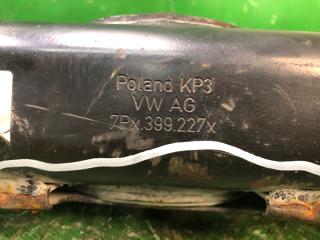 Poland KP3
VW AG
7Px.399.227x